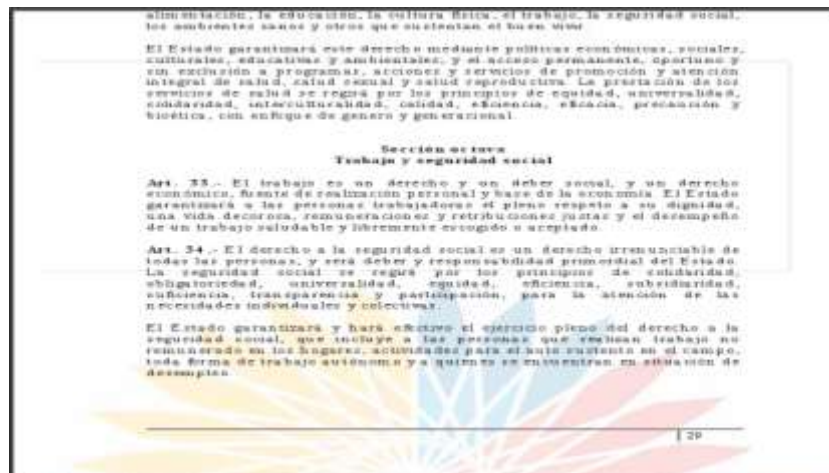 alimentación, la educación, la cultura física, el trabajo, la seguridad social,
los ambientes sanos y otros que sustentan el buen vivir.
El Estado garantizará este derecho mediante políticas económicas, sociales,
culturales, educativas y ambientales; y el acceso permanente, oportuno y
sin exclusión a programas, acciones y servicios de promoción y atención
integral de salud, salud sexual y salud reproductiva. La prestación de los
servicios de salud se regirá por los principios de equidad, universalidad,
solidaridad, interculturalidad, calidad, eficiencia, eficacia, precaución y
bioética, con enfoque de género y generacional.
Sección octava
Trabajo y seguridad social
Art. 33.- El trabajo es un derecho y un deber social, y un derecho
económico, fuente de realización personal y base de la economía. El Estado
garantizará a las personas trabajadoras el pleno respeto a su dignidad,
una vida decorosa, remuneraciones y retribuciones justas y el desempeño
de un trabajo saludable y libremente escogido o aceptado.
Art. 34.- El derecho a la seguridad social es un derecho irrenunciable de
todas las personas, y será deber y responsabilidad primordial del Estado.
La seguridad social se regirá por los principios de solidaridad,
obligatoriedad, universalidad, equidad, eficiencia, subsidiaridad,
suficiencia, transparencia y participación, para la atención de las
necesidades individuales y colectivas.
El Estado garantizará y hará efectivo el ejercicio pleno del derecho a la
seguridad social, que incluye a las personas que realizan trabajo no
remunerado en los hogares, actividades para el auto sustento en el campo,
toda forma de trabajo autónomo y a quienes se encuentran en situación de
desempleo.
29